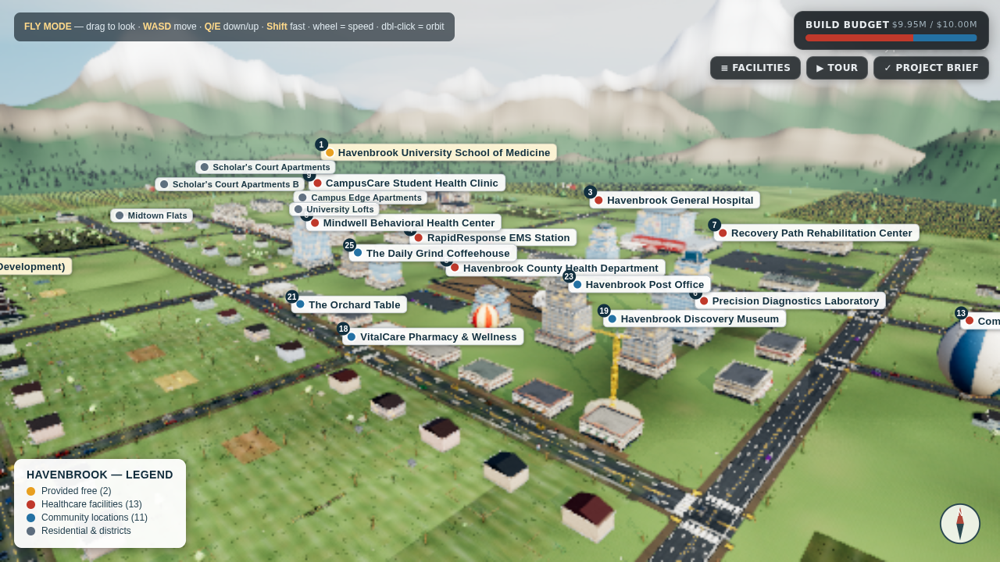 FLY MODE — drag to look · WASD move · Q/E down/up · Shift fast · wheel = speed · dbl-click = orbit
BUILD BUDGET $9.95M / $10.00M
≡ FACILITIES
▶ TOUR
✓ PROJECT BRIEF
1 Havenbrook University School of Medicine
Scholar's Court Apartments
Scholar's Court Apartments B
9 CampusCare Student Health Clinic
Campus Edge Apartments
3 Havenbrook General Hospital
University Lofts
Midtown Flats
Mindwell Behavioral Health Center
7 Recovery Path Rehabilitation Center
RapidResponse EMS Station
25 The Daily Grind Coffeehouse
Development)
Havenbrook County Health Department
23 Havenbrook Post Office
Precision Diagnostics Laboratory
21 The Orchard Table
19 Havenbrook Discovery Museum
13 Com
18 VitalCare Pharmacy & Wellness
HAVENBROOK — LEGEND
Provided free (2)
Healthcare facilities (13)
Community locations (11)
Residential & districts